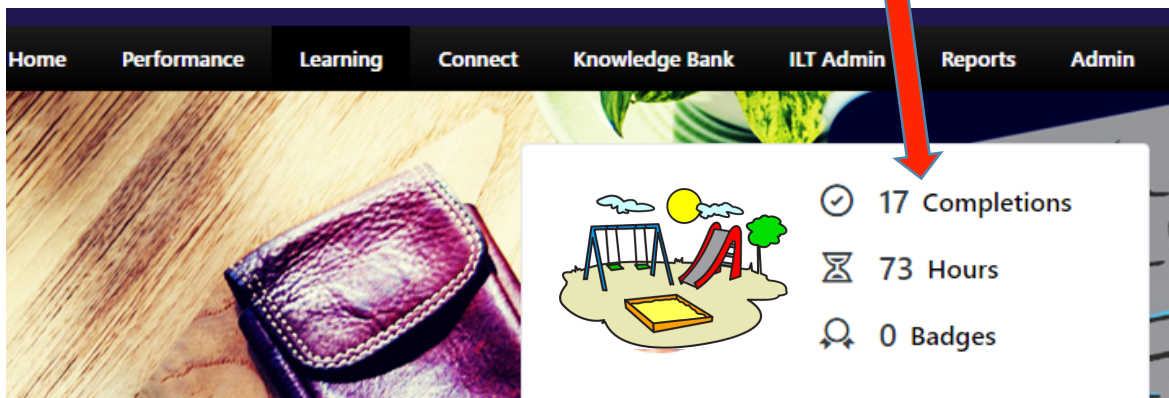 Home Performance Learning Connect Knowledge Bank ILT Admin Reports Admin
17 Completions
73 Hours
0 Badges